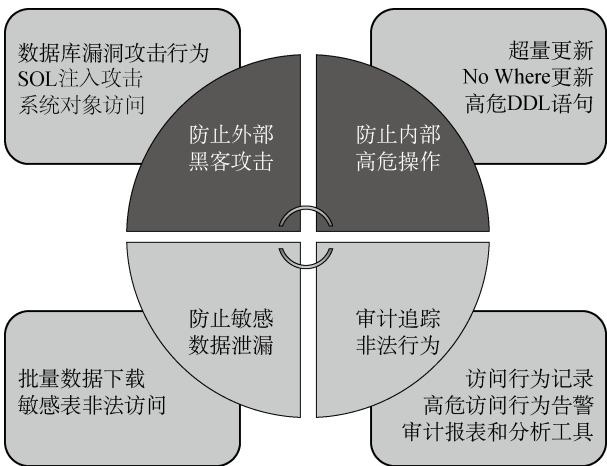 数据库漏洞攻击行为
SOL注入攻击
系统对象访问
超量更新
No Where更新
高危DDL语句
防止外部
黑客攻击
防止内部
高危操作
防止敏感
数据泄漏
审计追踪
非法行为
批量数据下载
敏感表非法访问
访问行为记录
高危访问行为告警
审计报表和分析工具